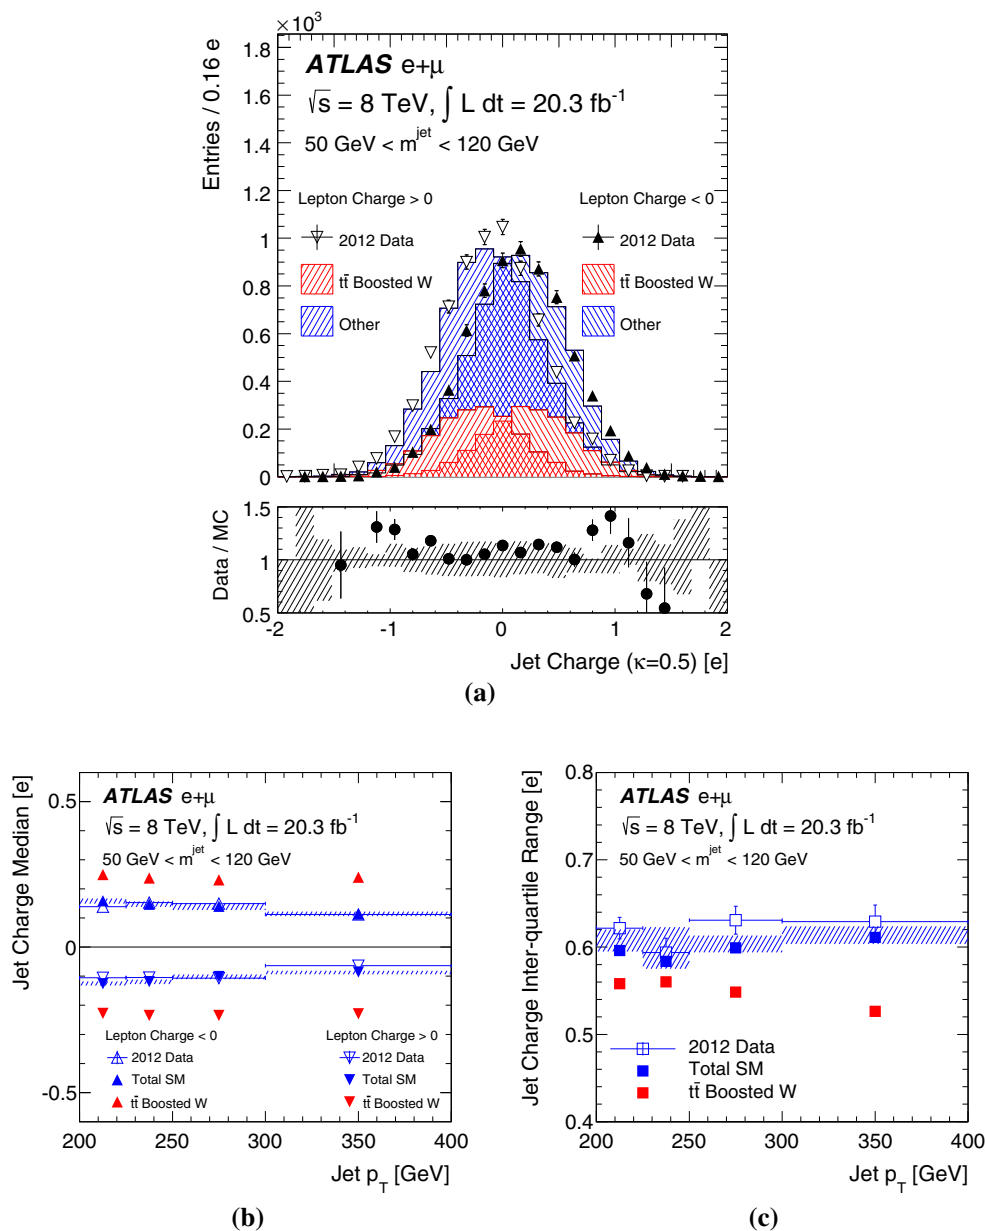 ×10³
Entries / 0.16 e
1.8
1.6
1.4
1.2
1
0.8
0.6
0.4
0.2
0
ATLAS e+μ
√s = 8 TeV, ∫ L dt = 20.3 fb⁻¹
50 GeV < m^jet < 120 GeV
Lepton Charge > 0
2012 Data
tt̄ Boosted W
Other
Lepton Charge < 0
2012 Data
tt̄ Boosted W
Other
Data / MC
1.5
1
0.5
-2 -1 0 1 2
Jet Charge (κ=0.5) [e]
(a)
Jet Charge Median [e]
0.5
0
-0.5
ATLAS e+μ
√s = 8 TeV, ∫ L dt = 20.3 fb⁻¹
50 GeV < m^jet < 120 GeV
Lepton Charge < 0
2012 Data
Total SM
tt̄ Boosted W
Lepton Charge > 0
2012 Data
Total SM
tt̄ Boosted W
200 250 300 350 400
Jet p_T [GeV]
(b)
Jet Charge Inter-quartile Range [e]
0.8
0.7
0.6
0.5
0.4
ATLAS e+μ
√s = 8 TeV, ∫ L dt = 20.3 fb⁻¹
50 GeV < m^jet < 120 GeV
2012 Data
Total SM
tt̄ Boosted W
200 250 300 350 400
Jet p_T [GeV]
(c)